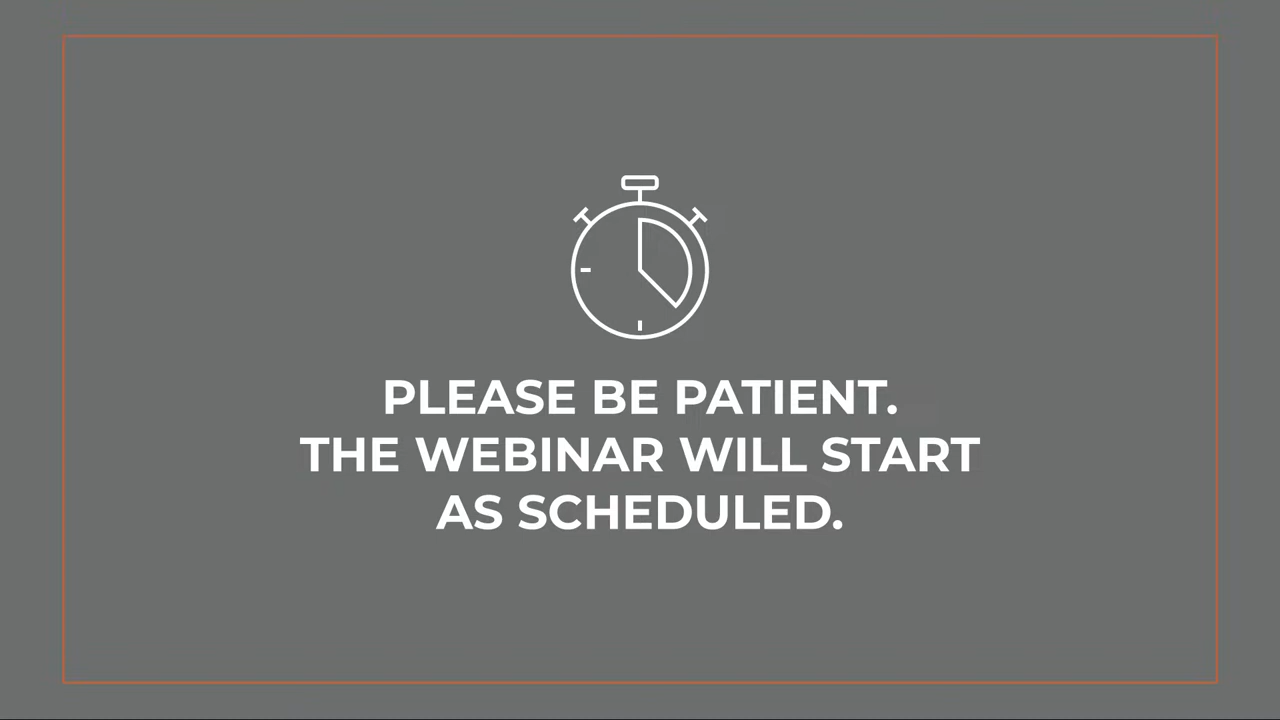 PLEASE BE PATIENT.
THE WEBINAR WILL START
AS SCHEDULED.